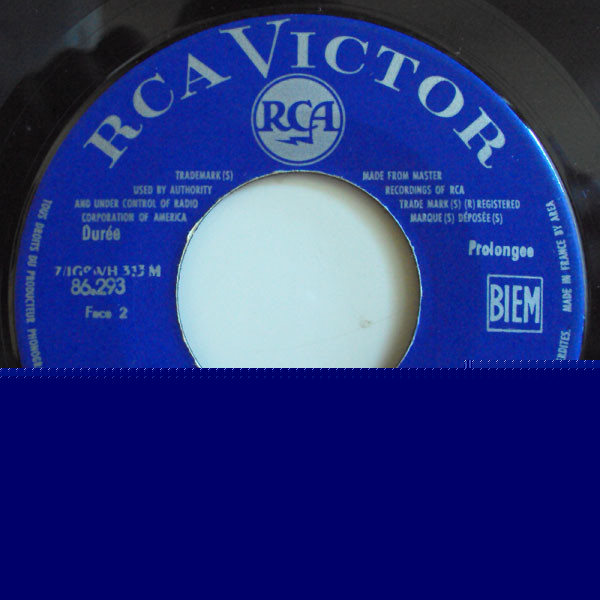 RCA VICTOR
RCA
TRADEMARK(S)
USED BY AUTHORITY
AND UNDER CONTROL OF RADIO
CORPORATION OF AMERICA
MADE FROM MASTER
RECORDINGS OF RCA
TRADE MARK(S) (R) REGISTERED
MARQUE(S) DÉPOSÉE(S)
Durée
Prolongee
86.293
Face 2
BIEM
TOUS DROITS DU PRODUCTEUR
MADE IN FRANCE BY AREA